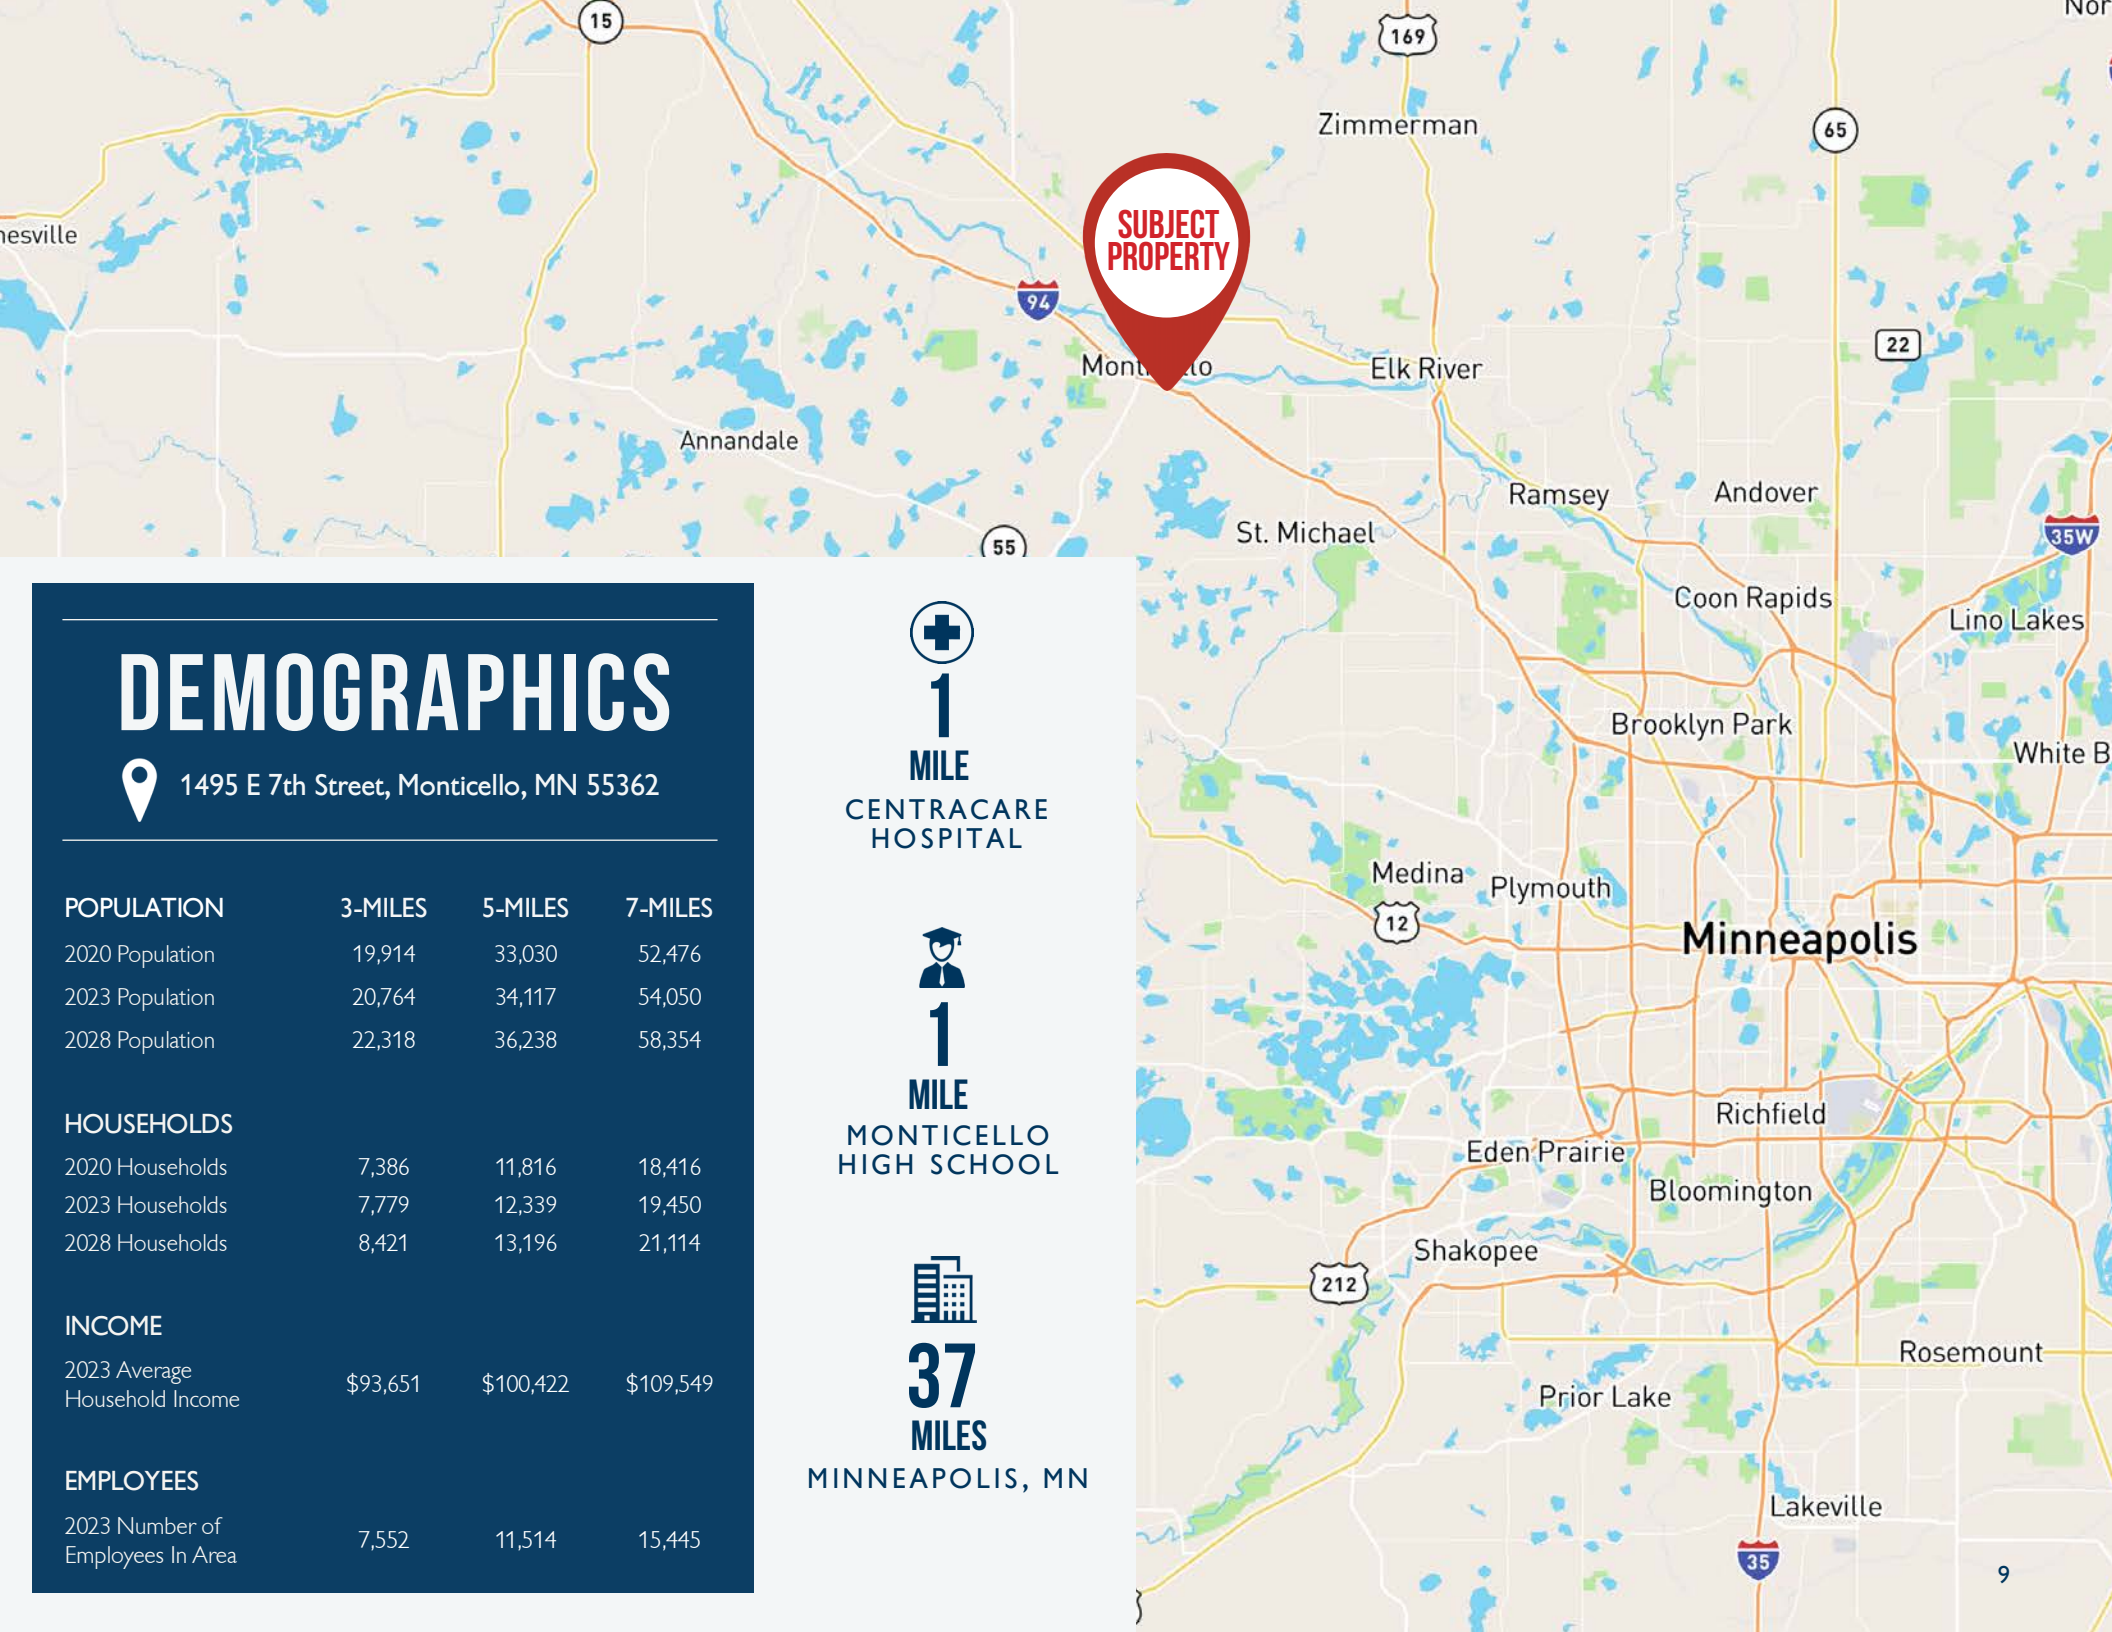 15
169
Nor
Zimmerman
65
SUBJECT
PROPERTY
nesville
94
22
Elk River
Annandale
Ramsey
Andover
St. Michael
35W
55
Coon Rapids
Lino Lakes
Brooklyn Park
White B
Medina
Plymouth
12
Minneapolis
Richfield
Eden Prairie
Bloomington
Shakopee
212
Rosemount
Prior Lake
Lakeville
35
DEMOGRAPHICS
1495 E 7th Street, Monticello, MN 55362
POPULATION 3-MILES 5-MILES 7-MILES
2020 Population 19,914 33,030 52,476
2023 Population 20,764 34,117 54,050
2028 Population 22,318 36,238 58,354
HOUSEHOLDS
2020 Households 7,386 11,816 18,416
2023 Households 7,779 12,339 19,450
2028 Households 8,421 13,196 21,114
INCOME
2023 Average
Household Income $93,651 $100,422 $109,549
EMPLOYEES
2023 Number of
Employees In Area 7,552 11,514 15,445
1
MILE
CENTRACARE
HOSPITAL
1
MILE
MONTICELLO
HIGH SCHOOL
37
MILES
MINNEAPOLIS, MN
9